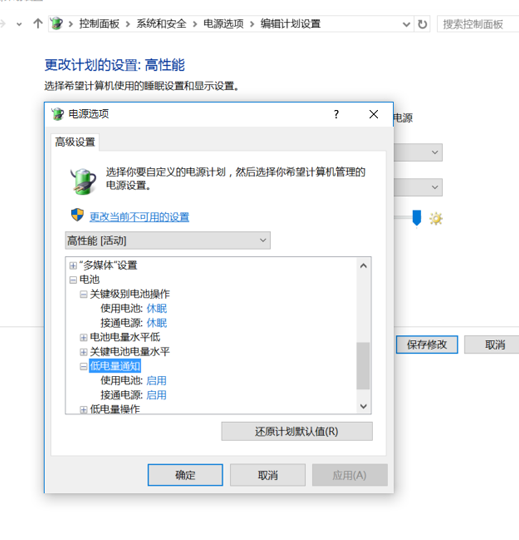 控制面板 › 系统和安全 › 电源选项 › 编辑计划设置
搜索控制面板
更改计划的设置: 高性能
选择希望计算机使用的睡眠设置和显示设置。
电源选项
?
电源
高级设置
选择你要自定义的电源计划，然后选择你希望计算机管理的
电源设置。
更改当前不可用的设置
高性能 [活动]
"多媒体"设置
电池
关键级别电池操作
使用电池: 休眠
接通电源: 休眠
电池电量水平低
关键电池电量水平
低电量通知
使用电池: 启用
接通电源: 启用
低电量操作
保存修改
取消
还原计划默认值(R)
确定
取消
应用(A)